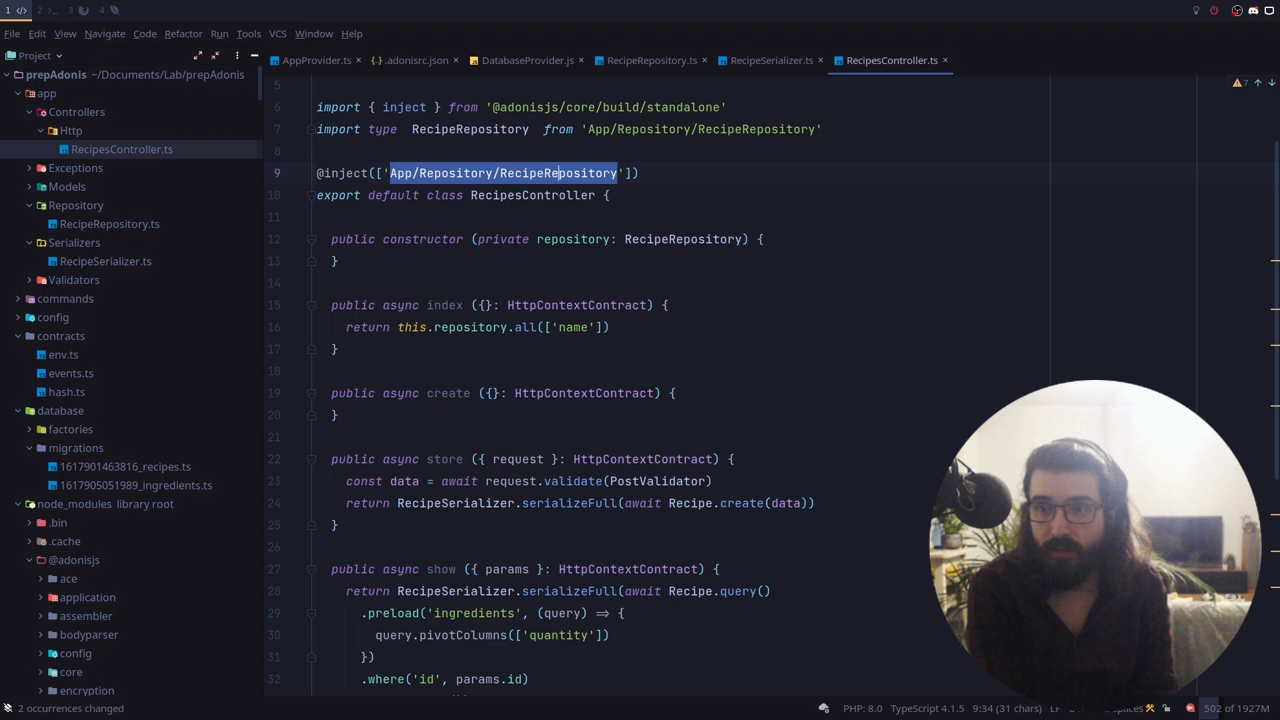 1
2
3
4
File Edit View Navigate Code Refactor Run Tools VCS Window Help
Project
AppProvider.ts × .adonisrc.json × DatabaseProvider.js × RecipeRepository.ts × RecipeSerializer.ts × RecipesController.ts ×
prepAdonis ~/Documents/Lab/prepAdonis
app
Controllers
Http
RecipesController.ts
Exceptions
Models
Repository
RecipeRepository.ts
Serializers
RecipeSerializer.ts
Validators
commands
config
contracts
env.ts
events.ts
hash.ts
database
factories
migrations
1617901463816_recipes.ts
1617905051989_ingredients.ts
node_modules library root
.bin
.cache
@adonisjs
ace
application
assembler
bodyparser
config
core
encryption
5
6 import { inject } from '@adonisjs/core/build/standalone'
7 import type RecipeRepository from 'App/Repository/RecipeRepository'
8
9 @inject(['App/Repository/RecipeRepository'])
10 export default class RecipesController {
11
12 public constructor (private repository: RecipeRepository) {
13 }
14
15 public async index ({}: HttpContextContract) {
16 return this.repository.all(['name'])
17 }
18
19 public async create ({}: HttpContextContract) {
20 }
21
22 public async store ({ request }: HttpContextContract) {
23 const data = await request.validate(PostValidator)
24 return RecipeSerializer.serializeFull(await Recipe.create(data))
25 }
26
27 public async show ({ params }: HttpContextContract) {
28 return RecipeSerializer.serializeFull(await Recipe.query()
29 .preload('ingredients', (query) => {
30 query.pivotColumns(['quantity'])
31 })
32 .where('id', params.id)
7
2 occurrences changed
PHP: 8.0 TypeScript 4.1.5 9:34 (31 chars) LF 502 of 1927M